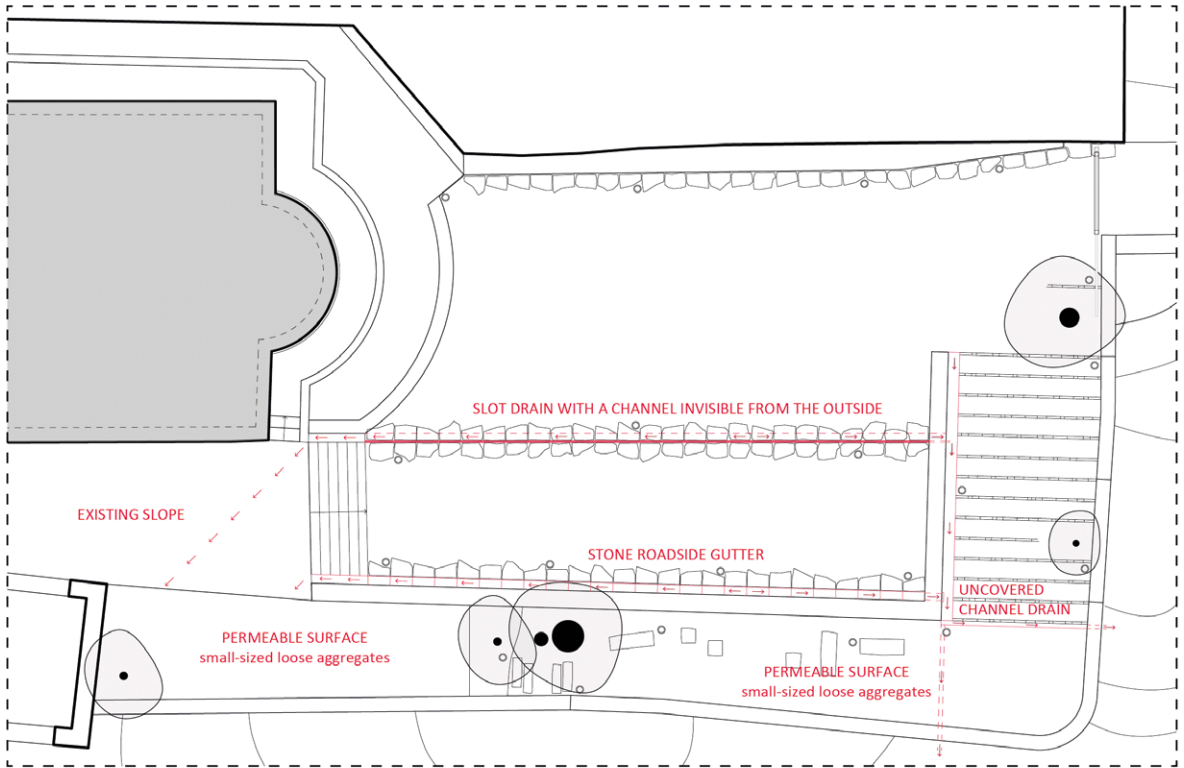 SLOT DRAIN WITH A CHANNEL INVISIBLE FROM THE OUTSIDE
EXISTING SLOPE
STONE ROADSIDE GUTTER
UNCOVERED
CHANNEL DRAIN
PERMEABLE SURFACE
small-sized loose aggregates
PERMEABLE SURFACE
small-sized loose aggregates